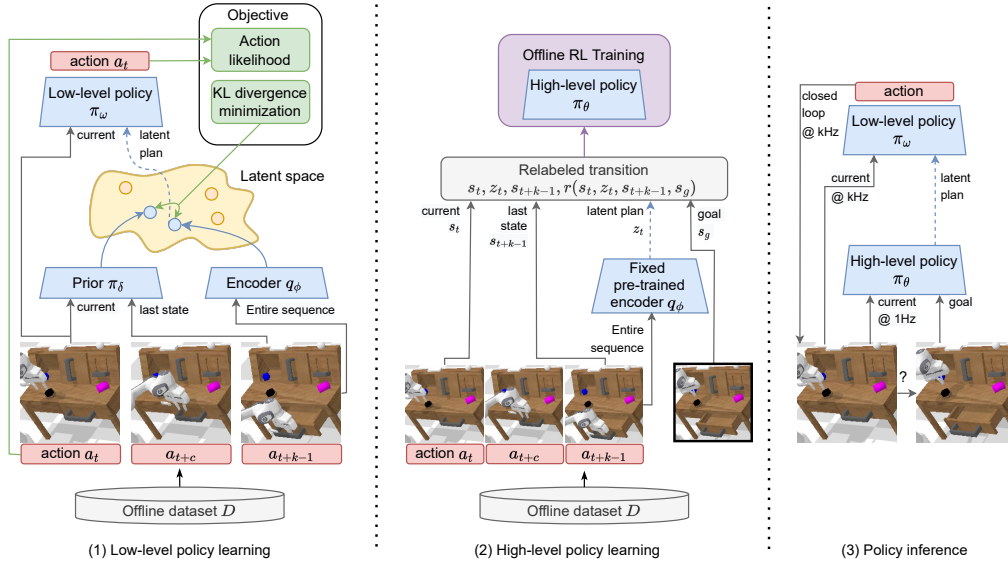 Objective
Action
likelihood
KL divergence
minimization
action $a_t$
Low-level policy
$\pi_\omega$
current
latent
plan
Latent space
Prior $\pi_\delta$
Encoder $q_\phi$
current
last state
Entire sequence
action $a_t$
$a_{t+c}$
$a_{t+k-1}$
Offline dataset $D$
(1) Low-level policy learning
Offline RL Training
High-level policy
$\pi_\theta$
Relabeled transition
$s_t, z_t, s_{t+k-1}, r(s_t, z_t, s_{t+k-1}, s_g)$
current
$s_t$
last
state
$s_{t+k-1}$
latent plan
$z_t$
goal
$s_g$
Fixed
pre-trained
encoder $q_\phi$
Entire
sequence
action $a_t$
$a_{t+c}$
$a_{t+k-1}$
Offline dataset $D$
(2) High-level policy learning
closed
loop
@ kHz
action
Low-level policy
$\pi_\omega$
current
@ kHz
latent
plan
High-level policy
$\pi_\theta$
current
@ 1Hz
goal
?
(3) Policy inference